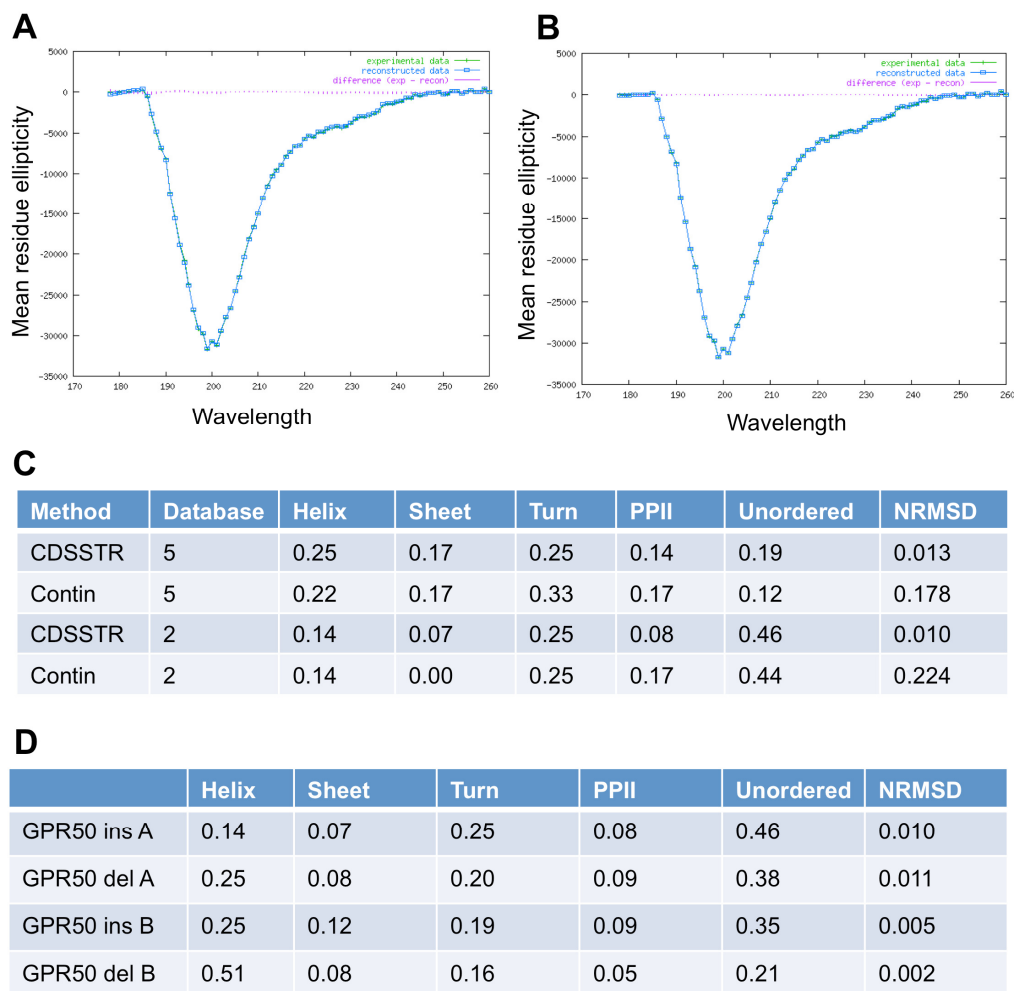 A
5000
0
-5000
-10000
-15000
-20000
-25000
-30000
-35000
170 180 190 200 210 220 230 240 250 260
experimental data
reconstructed data
difference (exp - recon)
Mean residue ellipticity
Wavelength
B
5000
0
-5000
-10000
-15000
-20000
-25000
-30000
-35000
170 180 190 200 210 220 230 240 250 260
experimental data
reconstructed data
difference (exp - recon)
Mean residue ellipticity
Wavelength
C
Method Database Helix Sheet Turn PPII Unordered NRMSD
CDSSTR 5 0.25 0.17 0.25 0.14 0.19 0.013
Contin 5 0.22 0.17 0.33 0.17 0.12 0.178
CDSSTR 2 0.14 0.07 0.25 0.08 0.46 0.010
Contin 2 0.14 0.00 0.25 0.17 0.44 0.224
D
Helix Sheet Turn PPII Unordered NRMSD
GPR50 ins A 0.14 0.07 0.25 0.08 0.46 0.010
GPR50 del A 0.25 0.08 0.20 0.09 0.38 0.011
GPR50 ins B 0.25 0.12 0.19 0.09 0.35 0.005
GPR50 del B 0.51 0.08 0.16 0.05 0.21 0.002